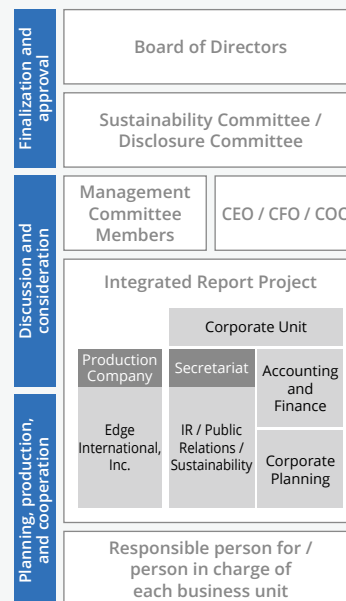 Finalization and
approval
Board of Directors
Sustainability Committee /
Disclosure Committee
Discussion and
consideration
Management
Committee
Members
CEO / CFO / COO
Integrated Report Project
Corporate Unit
Production
Company
Secretariat
Accounting
and
Finance
Edge
International,
Inc.
IR / Public
Relations /
Sustainability
Corporate
Planning
Planning, production,
and cooperation
Responsible person for /
person in charge of
each business unit